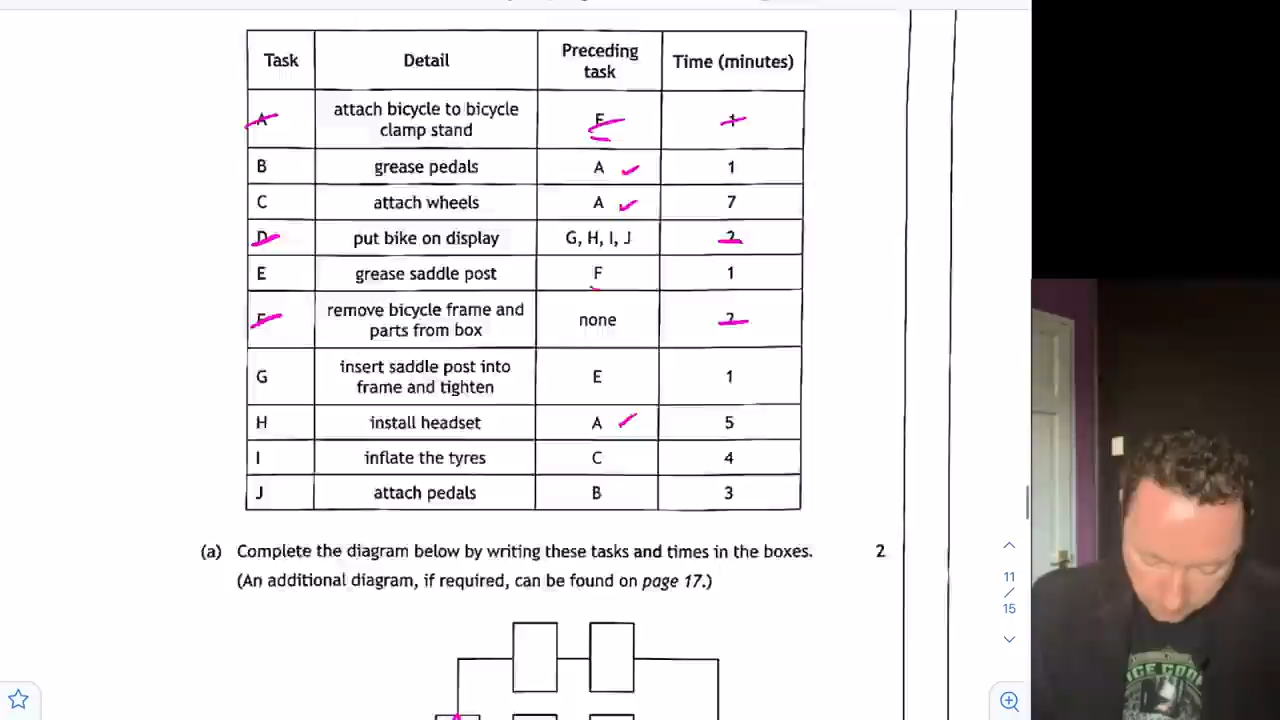 Task Detail Preceding task Time (minutes)
A attach bicycle to bicycle clamp stand F 1
B grease pedals A 1
C attach wheels A 7
D put bike on display G, H, I, J 2
E grease saddle post F 1
F remove bicycle frame and parts from box none 2
G insert saddle post into frame and tighten E 1
H install headset A 5
I inflate the tyres C 4
J attach pedals B 3
(a) Complete the diagram below by writing these tasks and times in the boxes. 2
(An additional diagram, if required, can be found on page 17.)
11
/
15